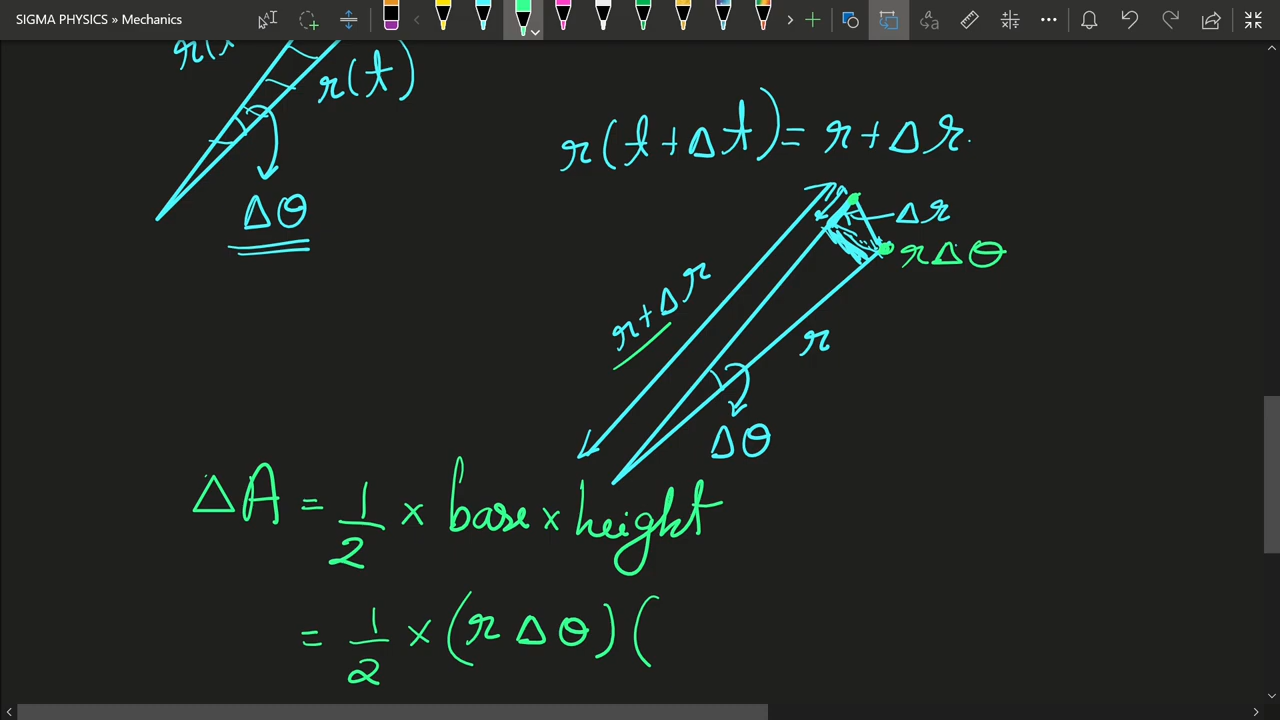 SIGMA PHYSICS » Mechanics
r(t)
r(t+Δt) = r+Δr
Δθ
Δr
rΔθ
r+Δr
r
Δθ
ΔA = 1/2 × base × height
= 1/2 × (r Δθ) (